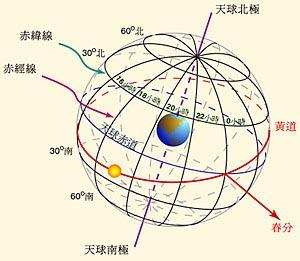 天球北極
60°北
赤緯線
30°北
赤經線
16小時
18小時
20小時
22小時
0小時
黃道
天球赤道
30°南
60°南
春分
天球南極